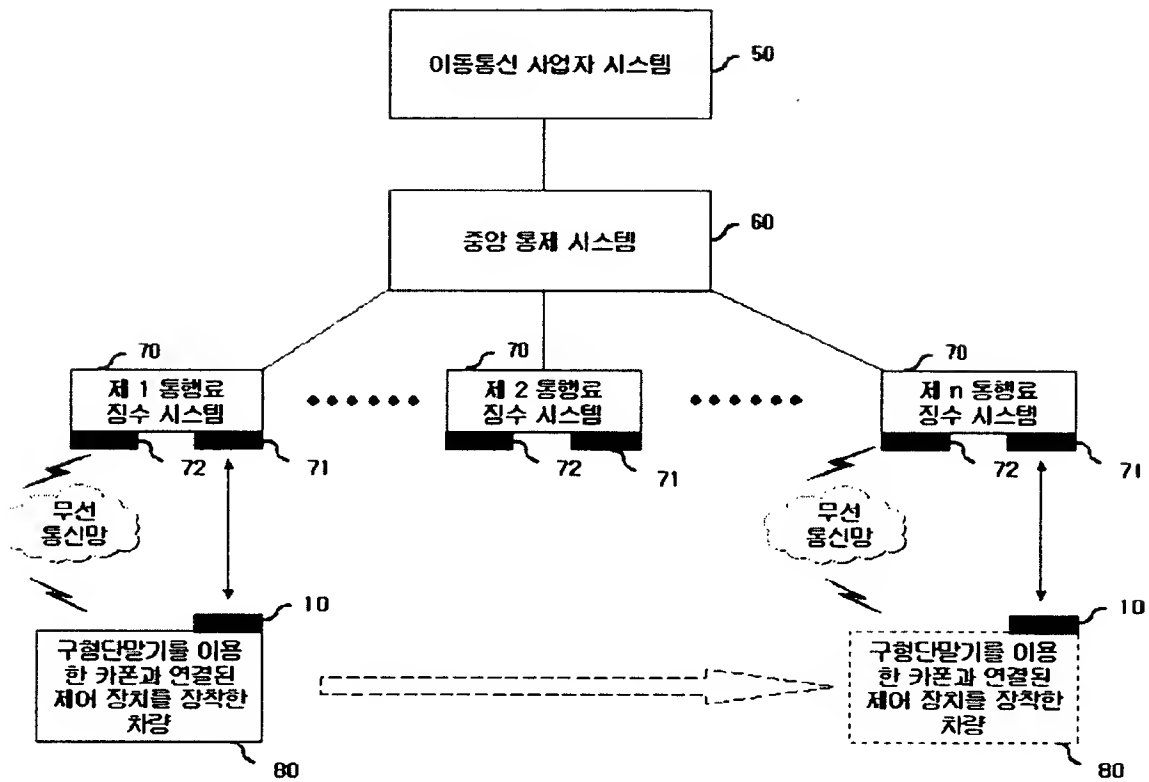 이동통신 사업자 시스템
50
중앙 통제 시스템
60
70
제 1 통행료
징수 시스템
72
71
70
제 2 통행료
징수 시스템
72
71
70
제 n 통행료
징수 시스템
72
71
무선
통신망
무선
통신망
10
구형단말기를 이용
한 카폰과 연결된
제어 장치를 장착한
차량
80
10
구형단말기를 이용
한 카폰과 연결된
제어 장치를 장착한
차량
80